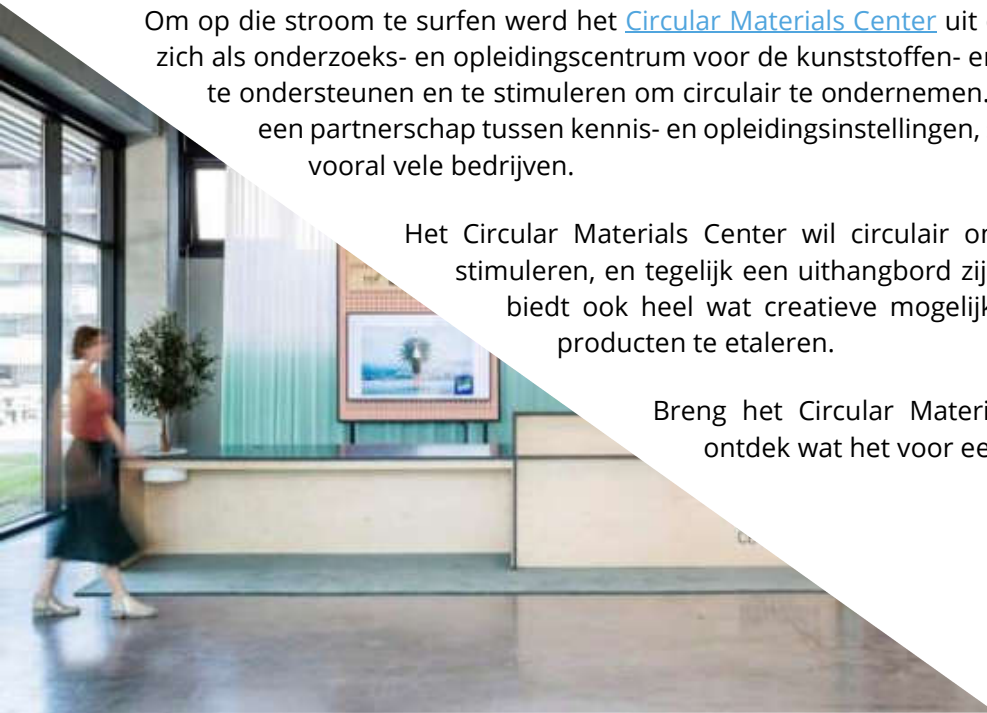 Om op die stroom te surfen werd het Circular Materials Center uit
zich als onderzoeks- en opleidingscentrum voor de kunststoffen- en
te ondersteunen en te stimuleren om circulair te ondernemen.
een partnerschap tussen kennis- en opleidingsinstellingen,
vooral vele bedrijven.
Het Circular Materials Center wil circulair on
stimuleren, en tegelijk een uithangbord zij
biedt ook heel wat creatieve mogelijk
producten te etaleren.
Breng het Circular Materi
ontdek wat het voor ee